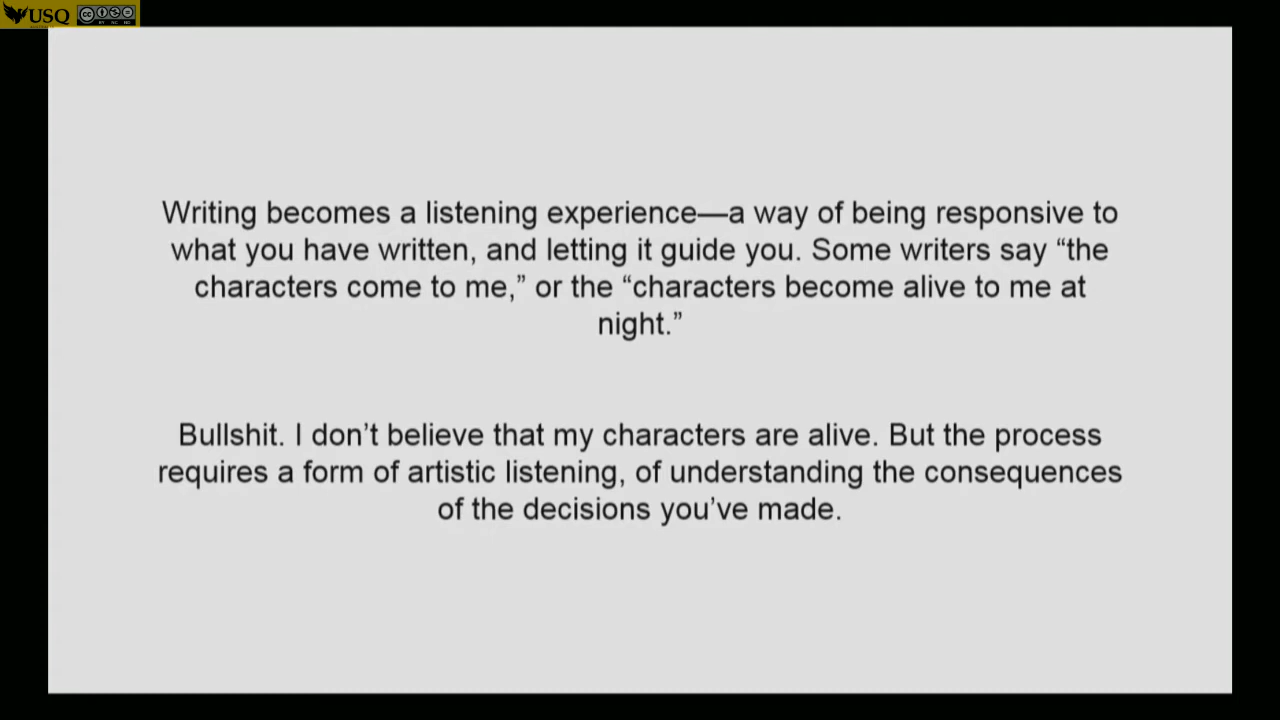 USQ
Writing becomes a listening experience—a way of being responsive to
what you have written, and letting it guide you. Some writers say “the
characters come to me,” or the “characters become alive to me at
night.”
Bullshit. I don’t believe that my characters are alive. But the process
requires a form of artistic listening, of understanding the consequences
of the decisions you’ve made.